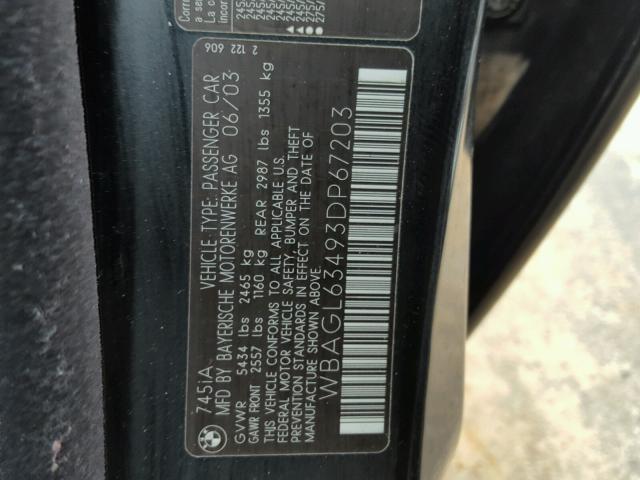 745iA VEHICLE TYPE: PASSENGER CAR
MFD BY BAYERISCHE MOTORENWERKE AG 06/03
GVWR 5434 lbs 2465 kg
GAWR FRONT 2557 lbs 1160 kg REAR 2987 lbs 1355 kg
THIS VEHICLE CONFORMS TO ALL APPLICABLE U.S.
FEDERAL MOTOR VEHICLE SAFETY, BUMPER AND THEFT
PREVENTION STANDARDS IN EFFECT ON THE DATE OF
MANUFACTURE SHOWN ABOVE.
WBAGL63493DP67203
2 122 606